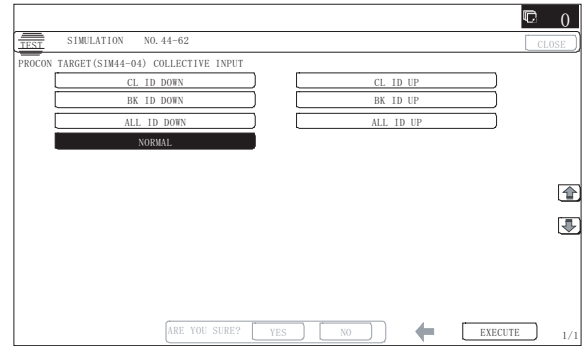 0
TEST SIMULATION NO.44-62 CLOSE
PROCON TARGET(SIM44-04) COLLECTIVE INPUT
CL ID DOWN CL ID UP
BK ID DOWN BK ID UP
ALL ID DOWN ALL ID UP
NORMAL
ARE YOU SURE? YES NO EXECUTE 1/1